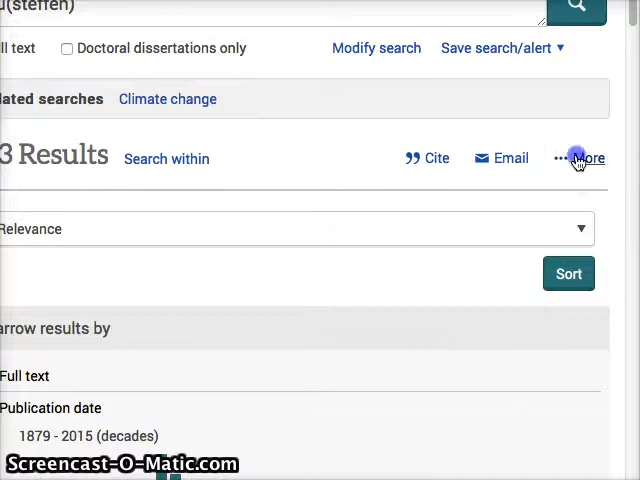 u(steffen)
ll text Doctoral dissertations only Modify search Save search/alert
lated searches Climate change
3 Results Search within Cite Email ... More
Relevance
Sort
arrow results by
Full text
Publication date
1879 - 2015 (decades)
Screencast-O-Matic.com